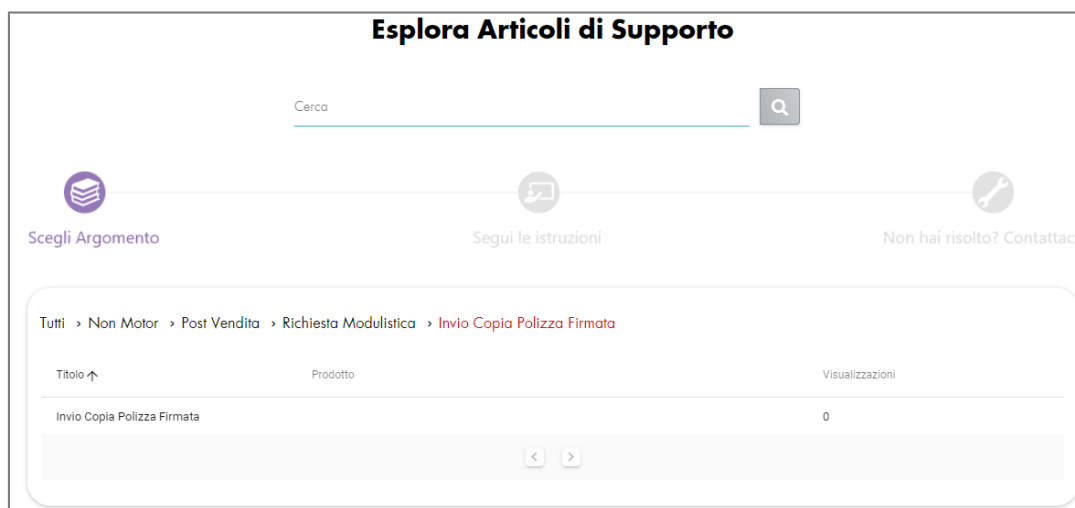 Esplora Articoli di Supporto
Cerca
Scegli Argomento
Segui le istruzioni
Non hai risolto? Contattac
Tutti › Non Motor › Post Vendita › Richiesta Modulistica › Invio Copia Polizza Firmata
Titolo ↑ Prodotto Visualizzazioni
Invio Copia Polizza Firmata 0